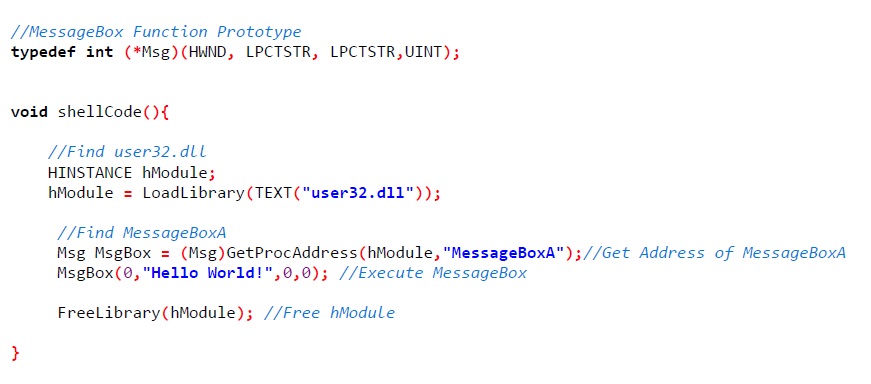 //MessageBox Function Prototype
typedef int (*Msg)(HWND, LPCTSTR, LPCTSTR,UINT);
void shellCode(){
//Find user32.dll
HINSTANCE hModule;
hModule = LoadLibrary(TEXT("user32.dll"));
//Find MessageBoxA
Msg MsgBox = (Msg)GetProcAddress(hModule,"MessageBoxA");//Get Address of MessageBoxA
MsgBox(0,"Hello World!",0,0); //Execute MessageBox
FreeLibrary(hModule); //Free hModule
}